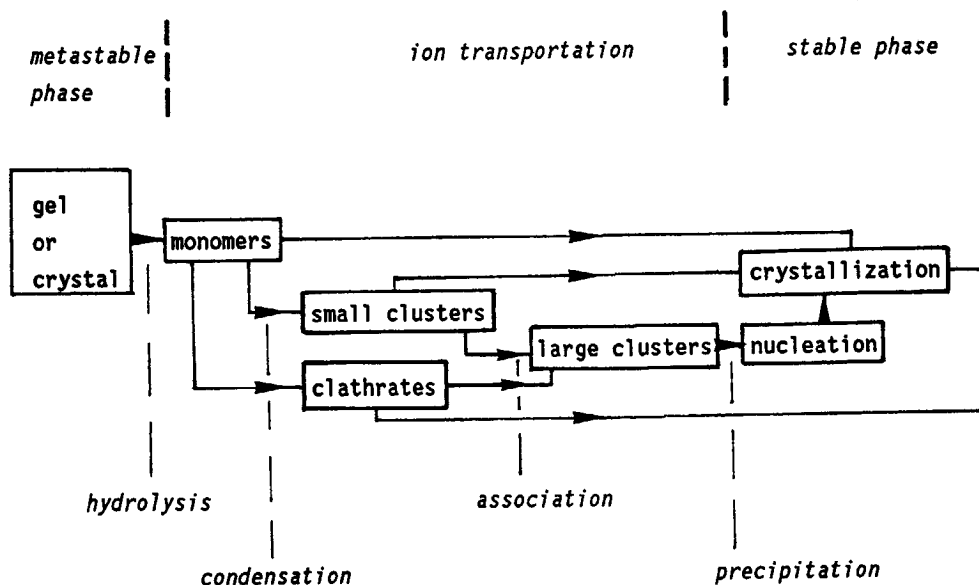 metastable
phase
ion transportation
stable phase
gel
or
crystal
monomers
crystallization
small clusters
large clusters
nucleation
clathrates
hydrolysis
association
condensation
precipitation